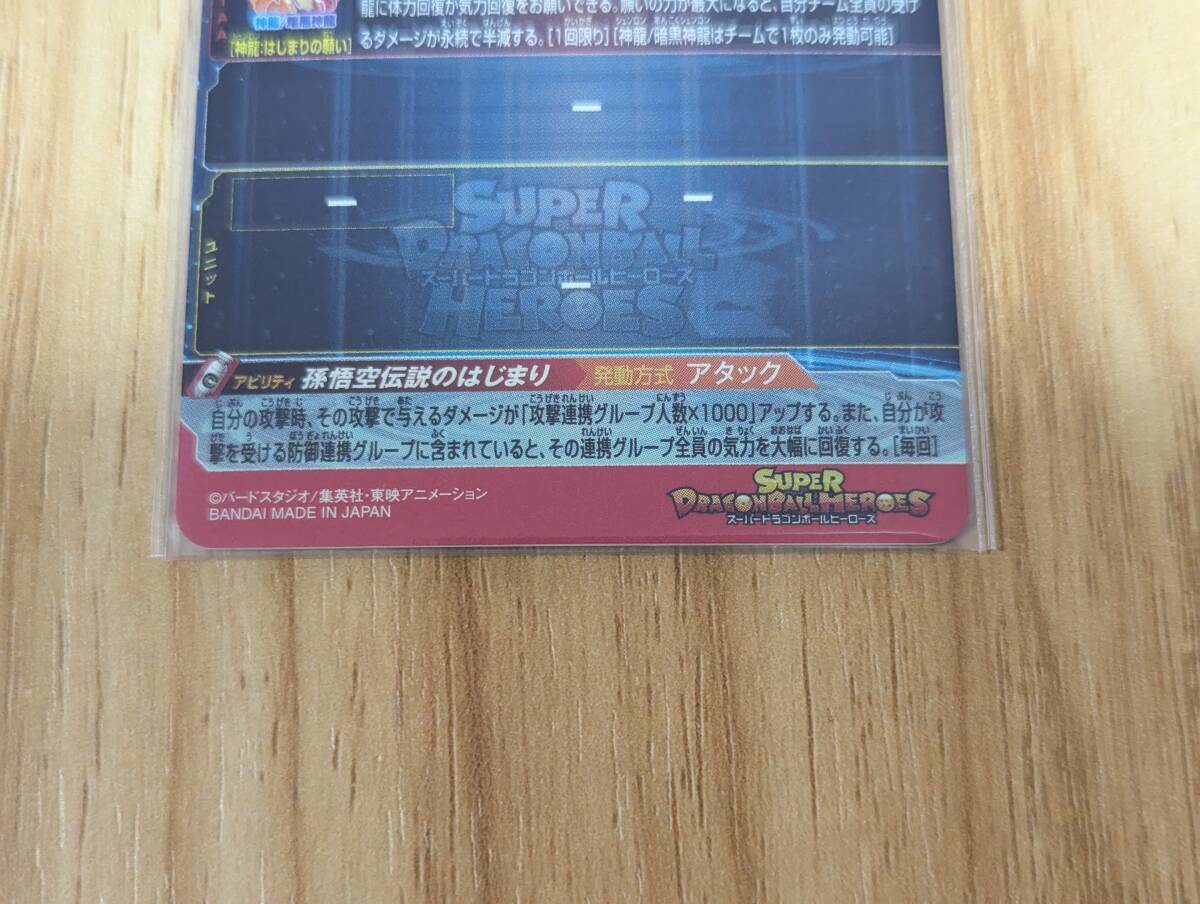 龍に体力回復か気力回復をお願いできる。願いの力が最大になると、自分チーム全員の受け
神龍/暗黒神龍
[神龍:はじまりの願い]
るダメージが永続で半減する。[1回限り][神龍/暗黒神龍はチームで1枚のみ発動可能]
SUPER
DRAGONBALL
スーパードラゴンボールヒーローズ
HEROES
ユニット
アビリティ 孫悟空伝説のはじまり 発動方式 アタック
自分の攻撃時、その攻撃で与えるダメージが「攻撃連携グループ人数×1000」アップする。また、自分が攻
撃を受ける防御連携グループに含まれていると、その連携グループ全員の気力を大幅に回復する。[毎回]
©バードスタジオ/集英社・東映アニメーション
BANDAI MADE IN JAPAN
SUPER
DRAGONBALL HEROES
スーパードラゴンボールヒーローズ